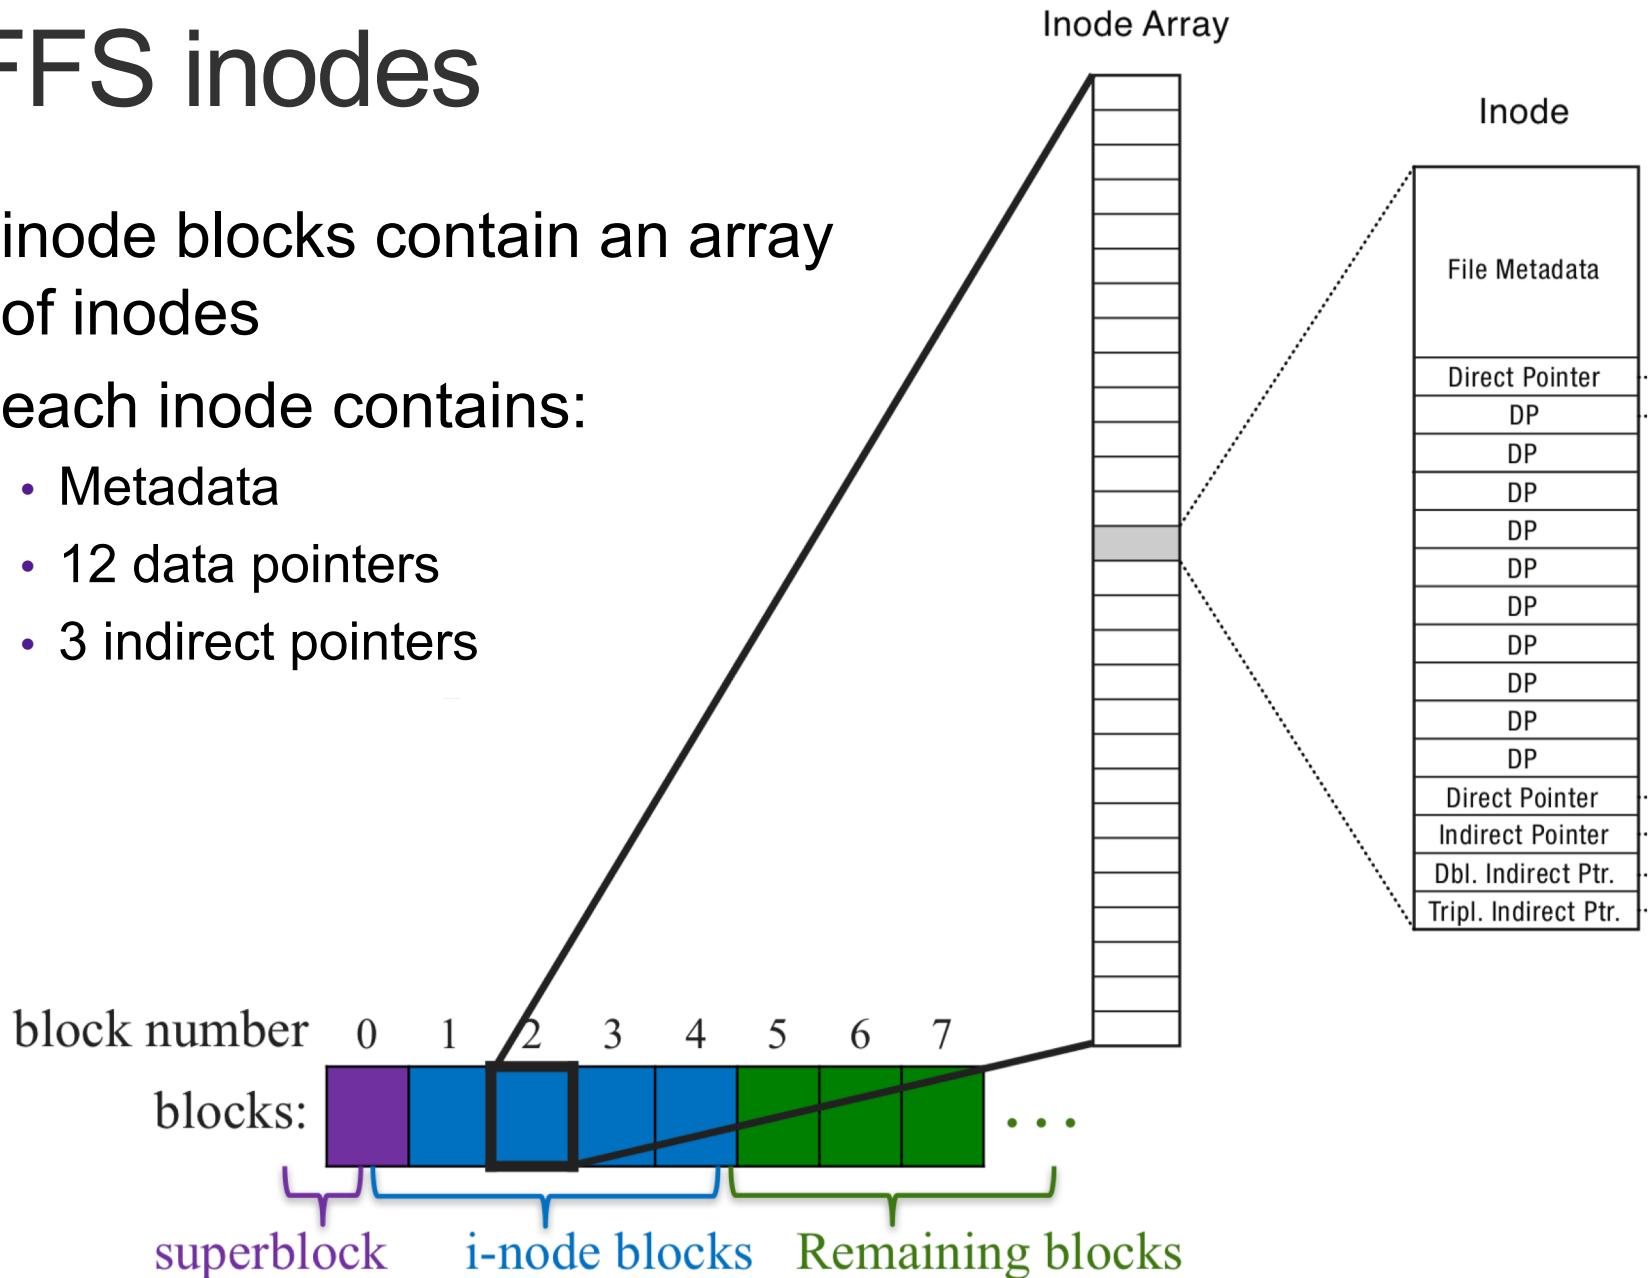 FFS inodes
inode blocks contain an array
of inodes
each inode contains:
• Metadata
• 12 data pointers
• 3 indirect pointers
Inode Array
Inode
File Metadata
Direct Pointer
DP
DP
DP
DP
DP
DP
DP
DP
DP
DP
Direct Pointer
Indirect Pointer
Dbl. Indirect Ptr.
Tripl. Indirect Ptr.
block number 0 1 2 3 4 5 6 7
blocks: ...
superblock i-node blocks Remaining blocks